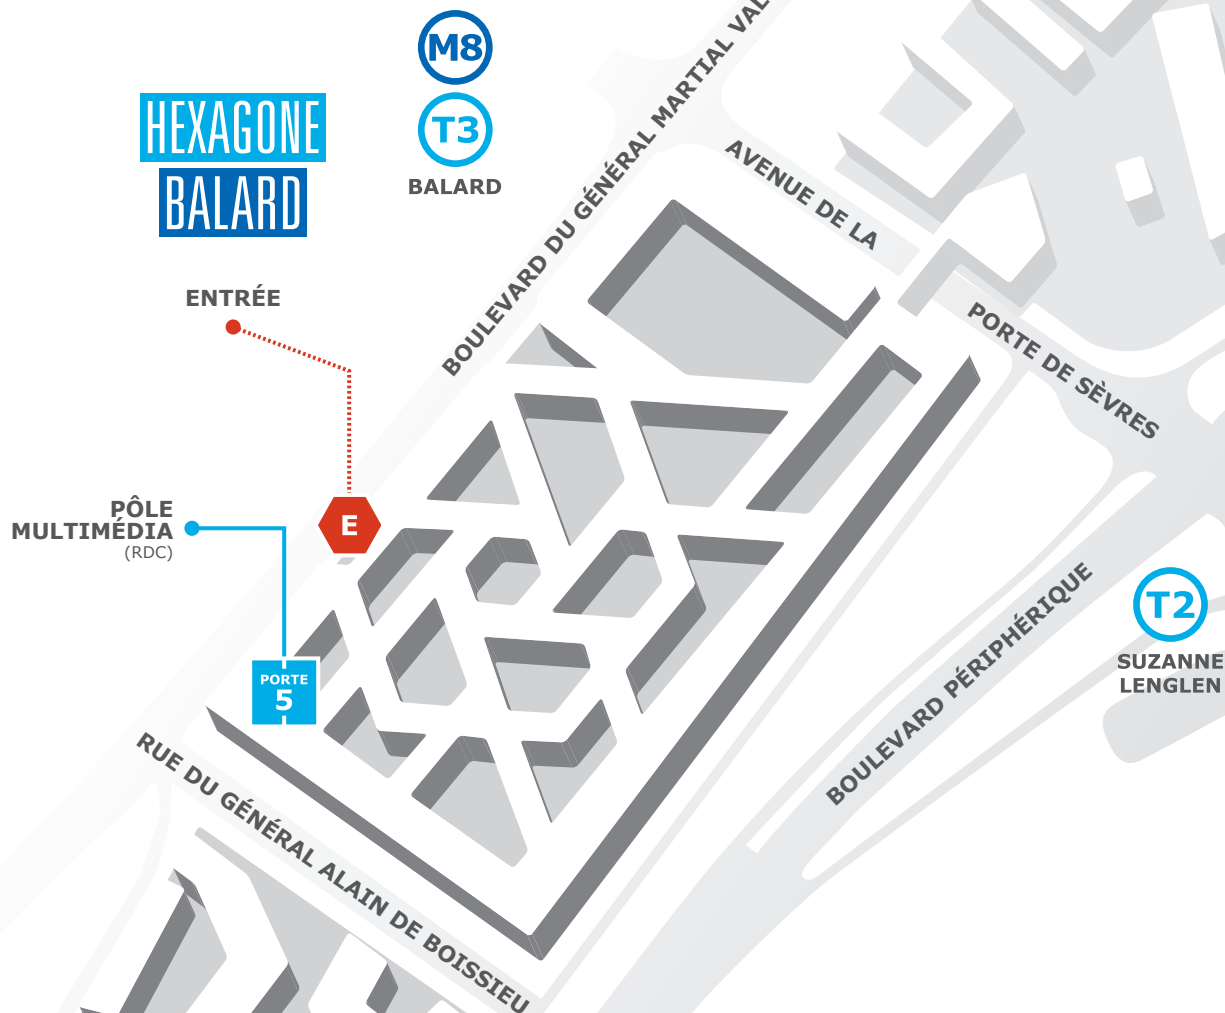 M8
T3
BALARD
HEXAGONE
BALARD
BOULEVARD DU GÉNÉRAL MARTIAL VAL
AVENUE DE LA
PORTE DE SÈVRES
ENTRÉE
E
PÔLE
MULTIMÉDIA
(RDC)
PORTE
5
RUE DU GÉNÉRAL ALAIN DE BOISSIEU
BOULEVARD PÉRIPHÉRIQUE
T2
SUZANNE
LENGLEN